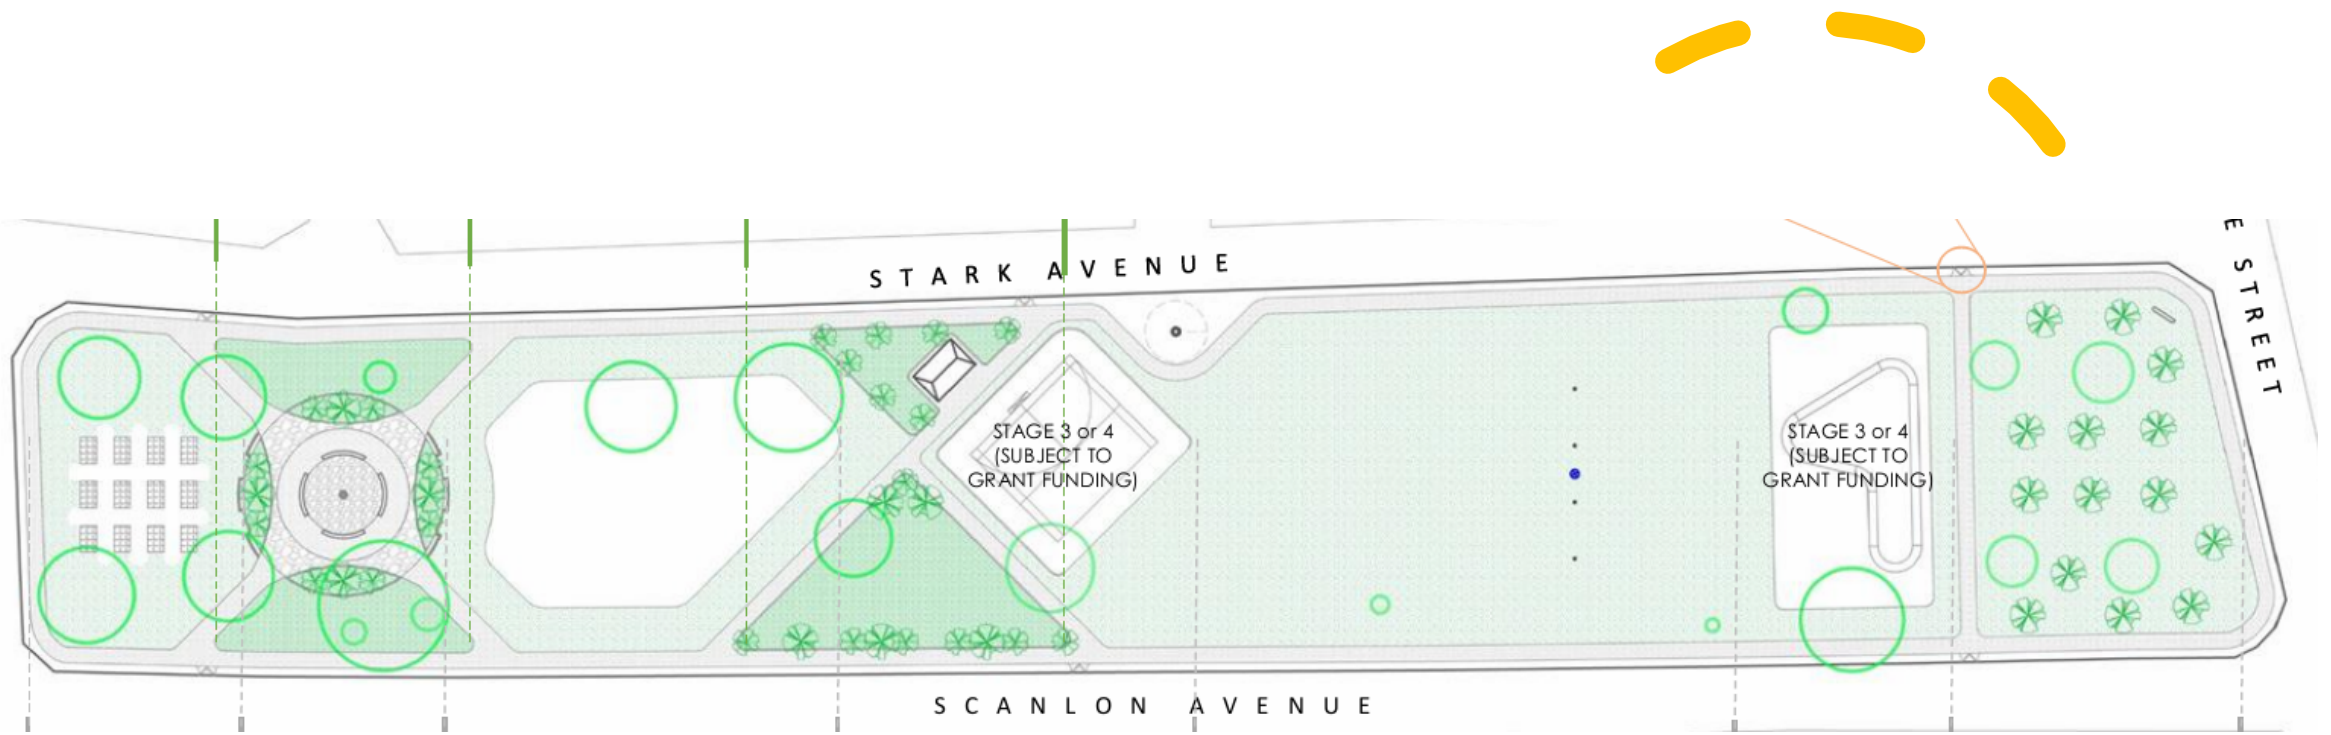 STARK AVENUE
E STREET
STAGE 3 or 4
(SUBJECT TO
GRANT FUNDING)
STAGE 3 or 4
(SUBJECT TO
GRANT FUNDING)
SCANLON AVENUE